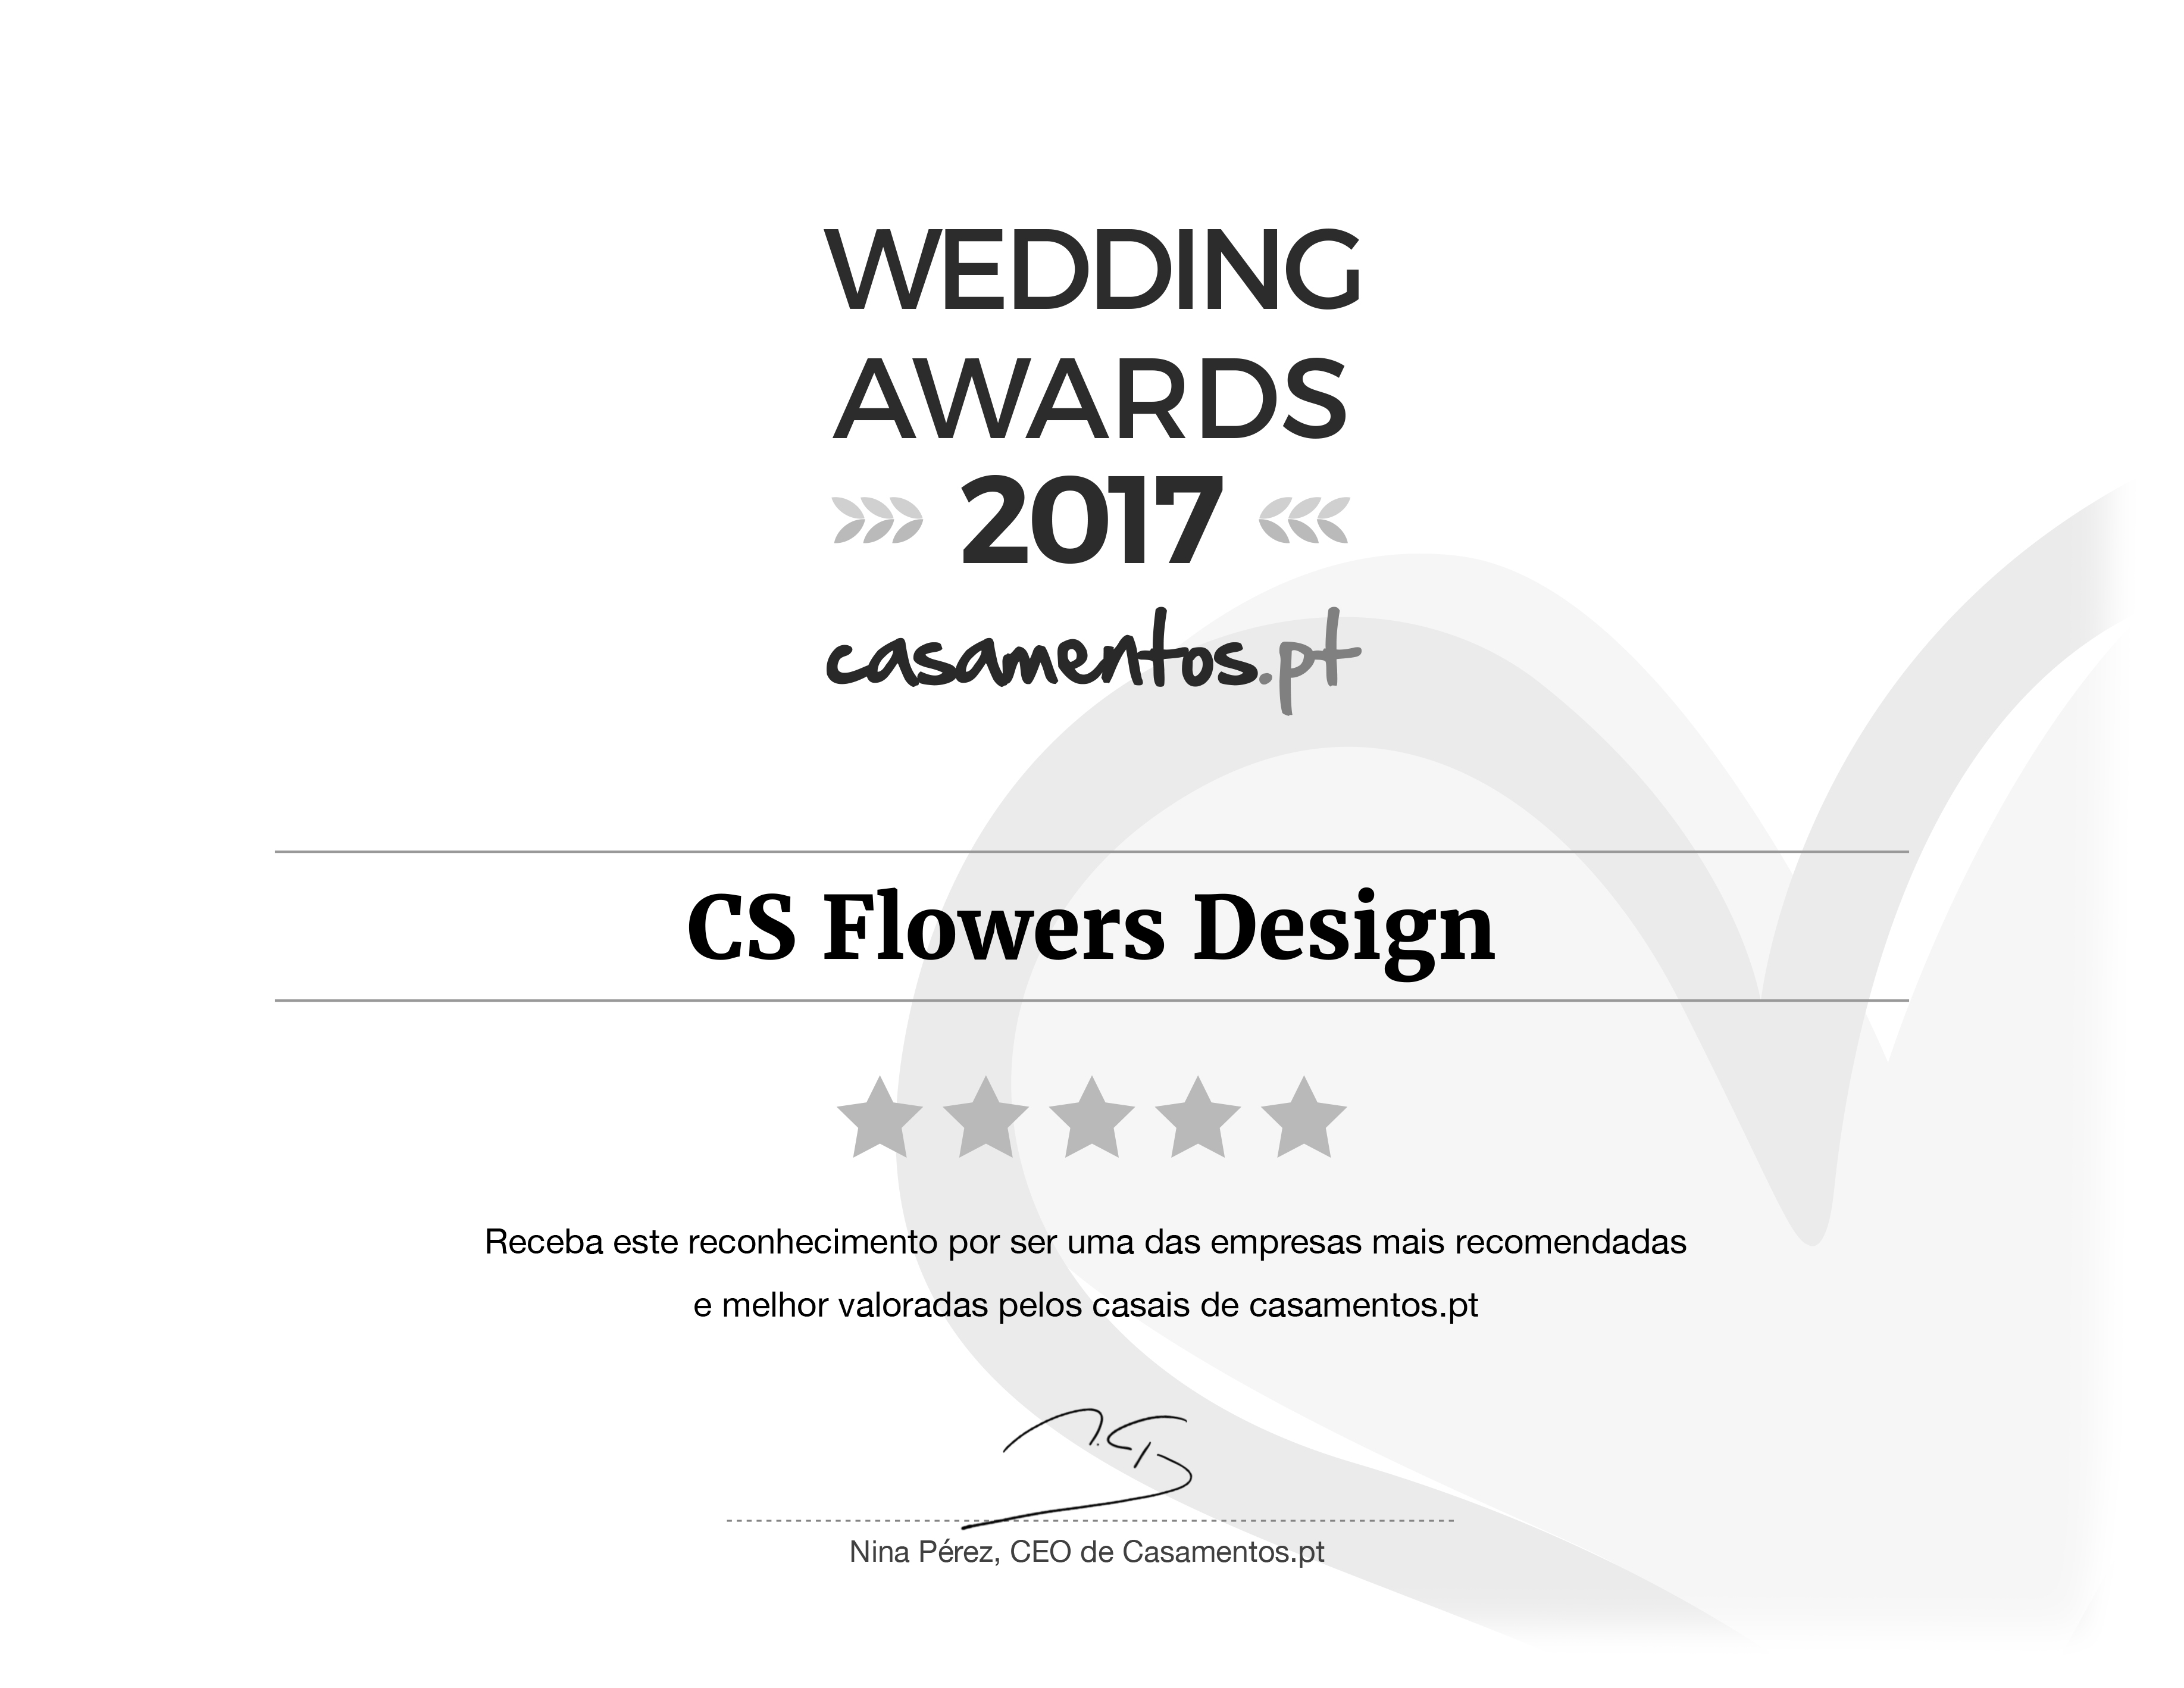 WEDDING
AWARDS
2017
casamentos.pt
CS Flowers Design
Receba este reconhecimento por ser uma das empresas mais recomendadas
e melhor valoradas pelos casais de casamentos.pt
Nina Pérez, CEO de Casamentos.pt